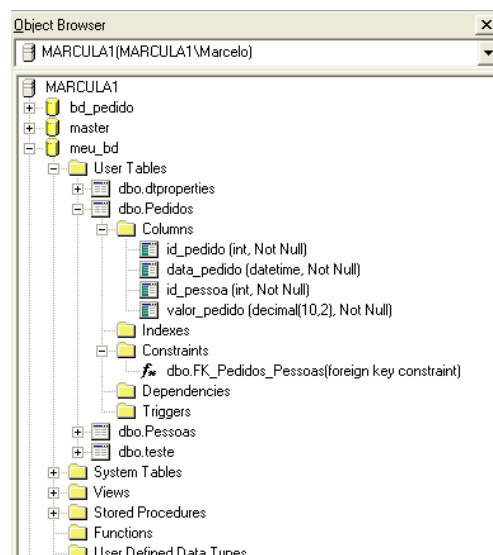 Object Browser
MARCULA1(MARCULA1\Marcelo)
MARCULA1
bd_pedido
master
meu_bd
User Tables
dbo.dtproperties
dbo.Pedidos
Columns
id_pedido (int, Not Null)
data_pedido (datetime, Not Null)
id_pessoa (int, Not Null)
valor_pedido (decimal(10,2), Not Null)
Indexes
Constraints
dbo.FK_Pedidos_Pessoas(foreign key constraint)
Dependencies
Triggers
dbo.Pessoas
dbo.teste
System Tables
Views
Stored Procedures
Functions
User Defined Data Types